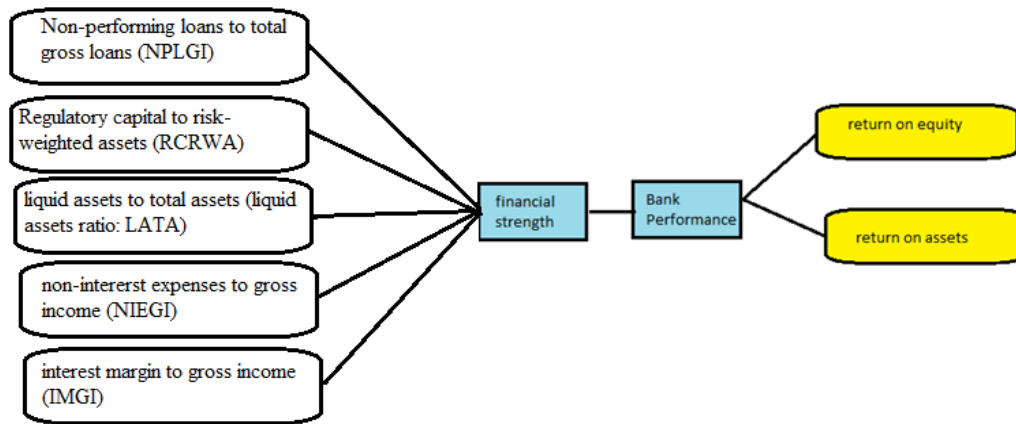 Non-performing loans to total
gross loans (NPLGI)
Regulatory capital to risk-
weighted assets (RCRWA)
liquid assets to total assets (liquid
assets ratio: LATA)
non-intererst expenses to gross
income (NIEGI)
interest margin to gross income
(IMGI)
financial
strength
Bank
Performance
return on equity
return on assets